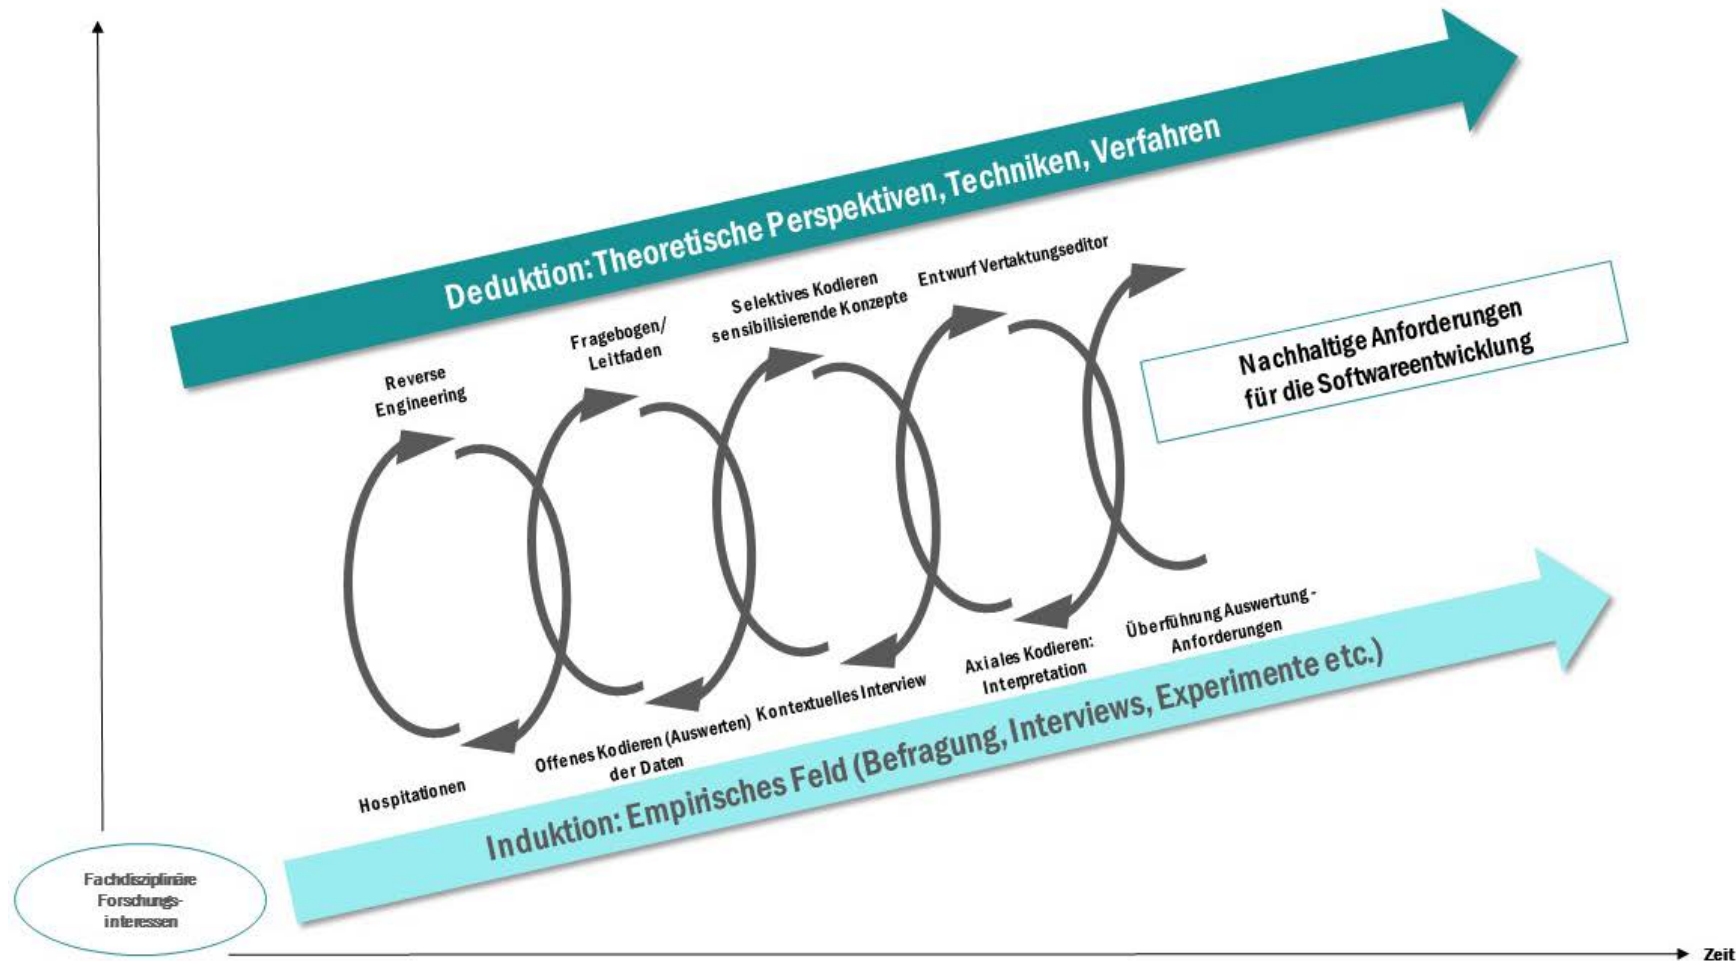 Deduktion: Theoretische Perspektiven, Techniken, Verfahren
Reverse
Engineering
Fragebogen/
Leitfaden
Selektives Kodieren
sensibilisierende Konzepte
Entwurf Vertaktungseditor
Nachhaltige Anforderungen
für die Softwareentwicklung
Hospitationen
Offenes Kodieren (Auswerten)
der Daten
Kontextuelles Interview
Axiales Kodieren:
Interpretation
Überführung Auswertung -
Anforderungen
Induktion: Empirisches Feld (Befragung, Interviews, Experimente etc.)
Fachdisziplinäre
Forschungs-
interessen
Zeit